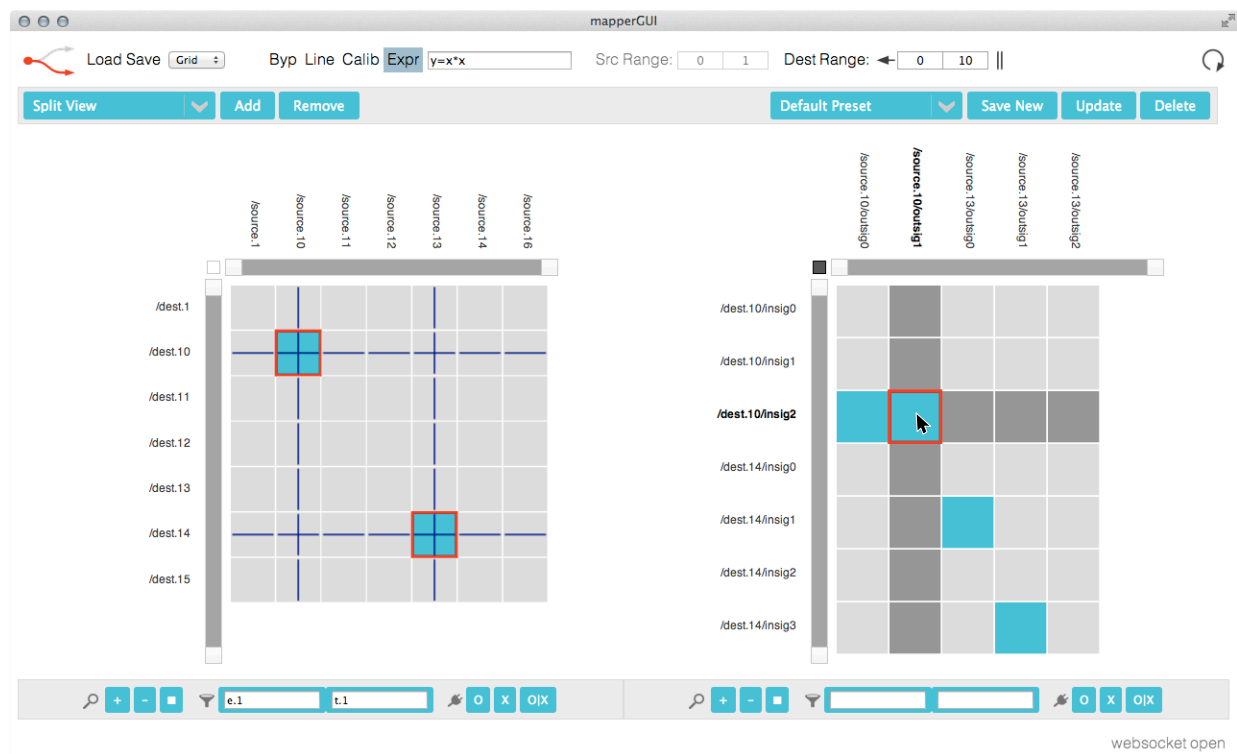 mapperGUI
Load Save Grid Byp Line Calib Expr y=x*x Src Range: 0 1 Dest Range: 0 10
Split View Add Remove Default Preset Save New Update Delete
/source.1
/source.10
/source.11
/source.12
/source.13
/source.14
/source.16
/dest.1
/dest.10
/dest.11
/dest.12
/dest.13
/dest.14
/dest.15
/source.10/outsig0
/source.10/outsig1
/source.13/outsig0
/source.13/outsig1
/source.13/outsig2
/dest.10/insig0
/dest.10/insig1
/dest.10/insig2
/dest.14/insig0
/dest.14/insig1
/dest.14/insig2
/dest.14/insig3
+ - e.1 t.1 O X O|X + - O X O|X
websocket open